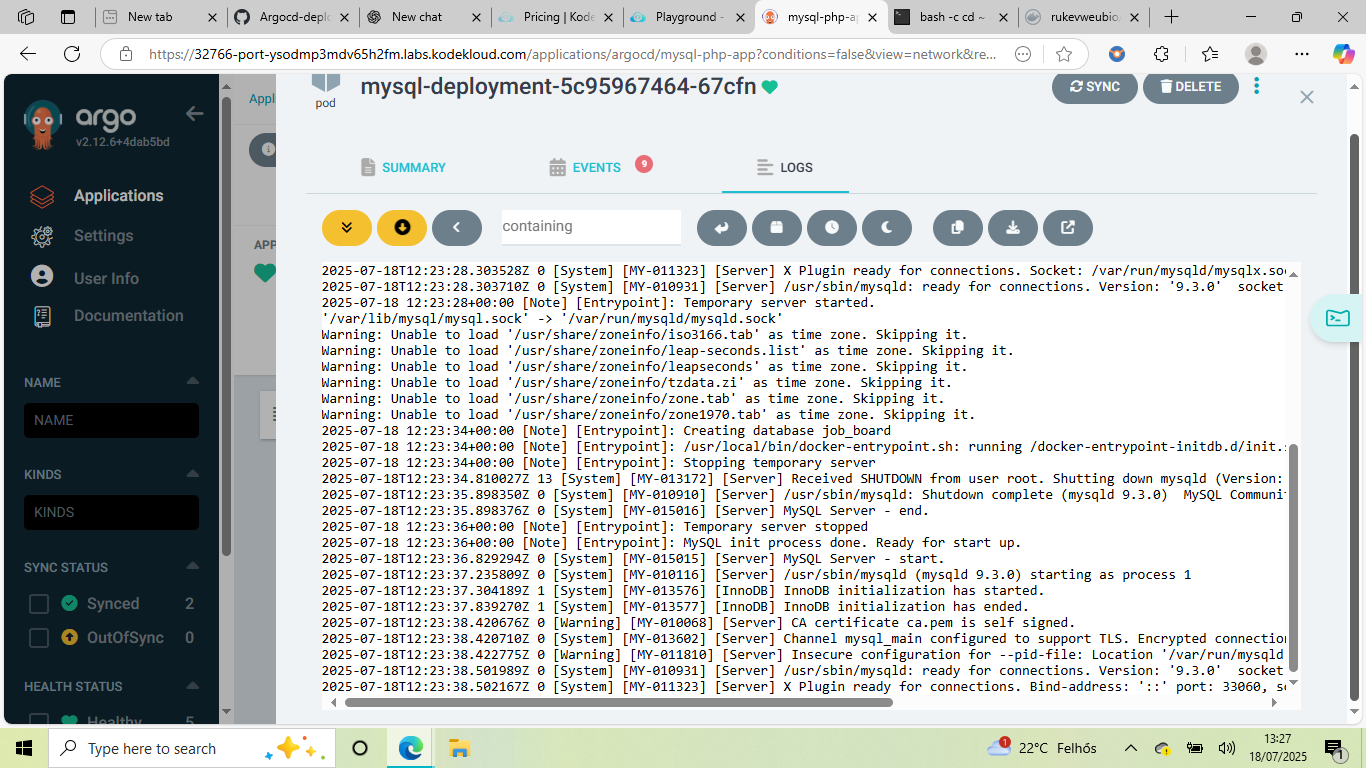 New tab
Argocd-depl
New chat
Pricing | Kode
Playground -
mysql-php-ap
bash -c cd ~
rukevweubio
https://32766-port-ysodmp3mdv65h2fm.labs.kodekloud.com/applications/argocd/mysql-php-app?conditions=false&view=network&re...
argo
v2.12.6+4dab5bd
Applications
Settings
User Info
Documentation
NAME
NAME
KINDS
KINDS
SYNC STATUS
Synced 2
OutOfSync 0
HEALTH STATUS
Healthy 5
Appli
APP
pod
mysql-deployment-5c95967464-67cfn
SYNC
DELETE
SUMMARY
EVENTS 9
LOGS
containing
2025-07-18T12:23:28.303528Z 0 [System] [MY-011323] [Server] X Plugin ready for connections. Socket: /var/run/mysqld/mysqlx.soc
2025-07-18T12:23:28.303710Z 0 [System] [MY-010931] [Server] /usr/sbin/mysqld: ready for connections. Version: '9.3.0'  socket
2025-07-18 12:23:28+00:00 [Note] [Entrypoint]: Temporary server started.
'/var/lib/mysql/mysql.sock' -> '/var/run/mysqld/mysqld.sock'
Warning: Unable to load '/usr/share/zoneinfo/iso3166.tab' as time zone. Skipping it.
Warning: Unable to load '/usr/share/zoneinfo/leap-seconds.list' as time zone. Skipping it.
Warning: Unable to load '/usr/share/zoneinfo/leapseconds' as time zone. Skipping it.
Warning: Unable to load '/usr/share/zoneinfo/tzdata.zi' as time zone. Skipping it.
Warning: Unable to load '/usr/share/zoneinfo/zone.tab' as time zone. Skipping it.
Warning: Unable to load '/usr/share/zoneinfo/zone1970.tab' as time zone. Skipping it.
2025-07-18 12:23:34+00:00 [Note] [Entrypoint]: Creating database job_board
2025-07-18 12:23:34+00:00 [Note] [Entrypoint]: /usr/local/bin/docker-entrypoint.sh: running /docker-entrypoint-initdb.d/init.s
2025-07-18 12:23:34+00:00 [Note] [Entrypoint]: Stopping temporary server
2025-07-18T12:23:34.810027Z 13 [System] [MY-013172] [Server] Received SHUTDOWN from user root. Shutting down mysqld (Version:
2025-07-18T12:23:35.898350Z 0 [System] [MY-010910] [Server] /usr/sbin/mysqld: Shutdown complete (mysqld 9.3.0)  MySQL Communi
2025-07-18T12:23:35.898376Z 0 [System] [MY-015016] [Server] MySQL Server - end.
2025-07-18 12:23:36+00:00 [Note] [Entrypoint]: Temporary server stopped
2025-07-18 12:23:36+00:00 [Note] [Entrypoint]: MySQL init process done. Ready for start up.
2025-07-18T12:23:36.829294Z 0 [System] [MY-015015] [Server] MySQL Server - start.
2025-07-18T12:23:37.235809Z 0 [System] [MY-010116] [Server] /usr/sbin/mysqld (mysqld 9.3.0) starting as process 1
2025-07-18T12:23:37.304189Z 1 [System] [MY-013576] [InnoDB] InnoDB initialization has started.
2025-07-18T12:23:37.839270Z 1 [System] [MY-013577] [InnoDB] InnoDB initialization has ended.
2025-07-18T12:23:38.420676Z 0 [Warning] [MY-010068] [Server] CA certificate ca.pem is self signed.
2025-07-18T12:23:38.420710Z 0 [System] [MY-013602] [Server] Channel mysql_main configured to support TLS. Encrypted connection
2025-07-18T12:23:38.422775Z 0 [Warning] [MY-011810] [Server] Insecure configuration for --pid-file: Location '/var/run/mysqld
2025-07-18T12:23:38.501989Z 0 [System] [MY-010931] [Server] /usr/sbin/mysqld: ready for connections. Version: '9.3.0'  socket
2025-07-18T12:23:38.502167Z 0 [System] [MY-011323] [Server] X Plugin ready for connections. Bind-address: '::' port: 33060, so
Type here to search
1
22°C Felhős
13:27
18/07/2025
1